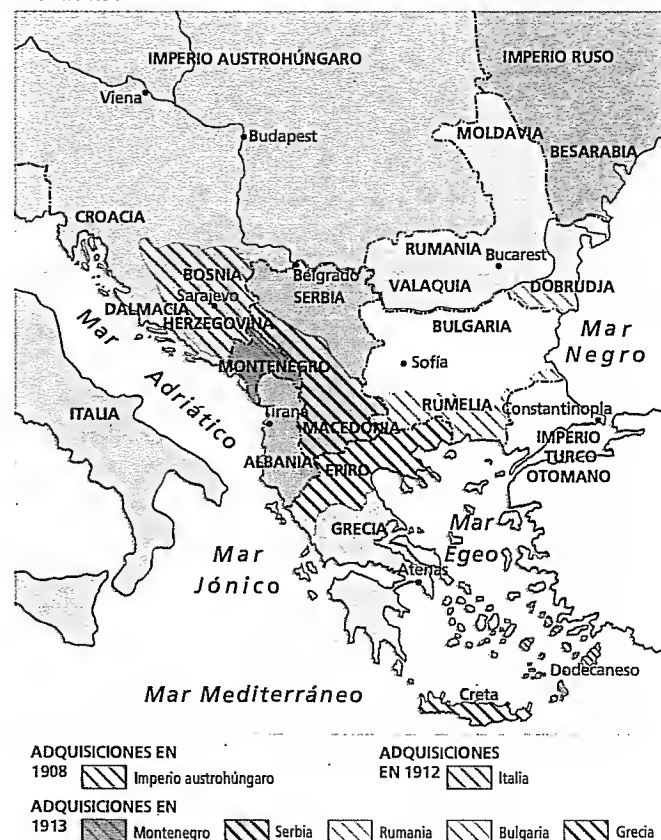 IMPERIO AUSTROHÚNGARO
IMPERIO RUSO
Viena
Budapest
MOLDAVIA
BESARABIA
CROACIA
RUMANIA
Bucarest
BOSNIA
Belgrado
SERBIA
VALAQUIA
DOBRUDJA
Sarajevo
DALMACIA
HERZEGOVINA
BULGARIA
Mar
Negro
Mar
Adriático
MONTENEGRO
Sofía
ITALIA
Tirana
RUMELIA
Constantinopla
MACEDONIA
IMPERIO
TURCO
OTOMANO
ALBANIA
EPIRO
GRECIA
Mar
Egeo
Mar
Jónico
Atenas
Dodecaneso
Mar Mediterráneo
Creta
ADQUISICIONES EN
1908 Imperio austrohúngaro
ADQUISICIONES
EN 1912 Italia
ADQUISICIONES EN
1913 Montenegro Serbia Rumania Bulgaria Grecia